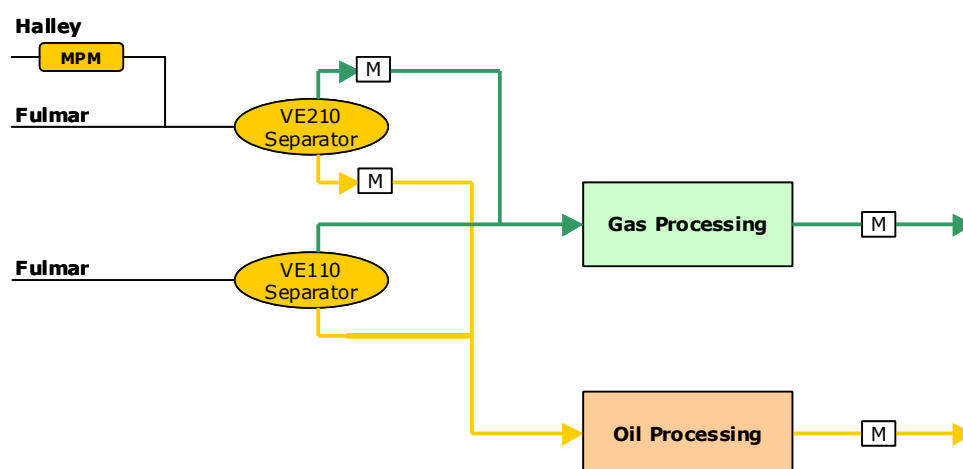 Halley
MPM
M
Fulmar
VE210
Separator
M
Gas Processing
M
Fulmar
VE110
Separator
Oil Processing
M